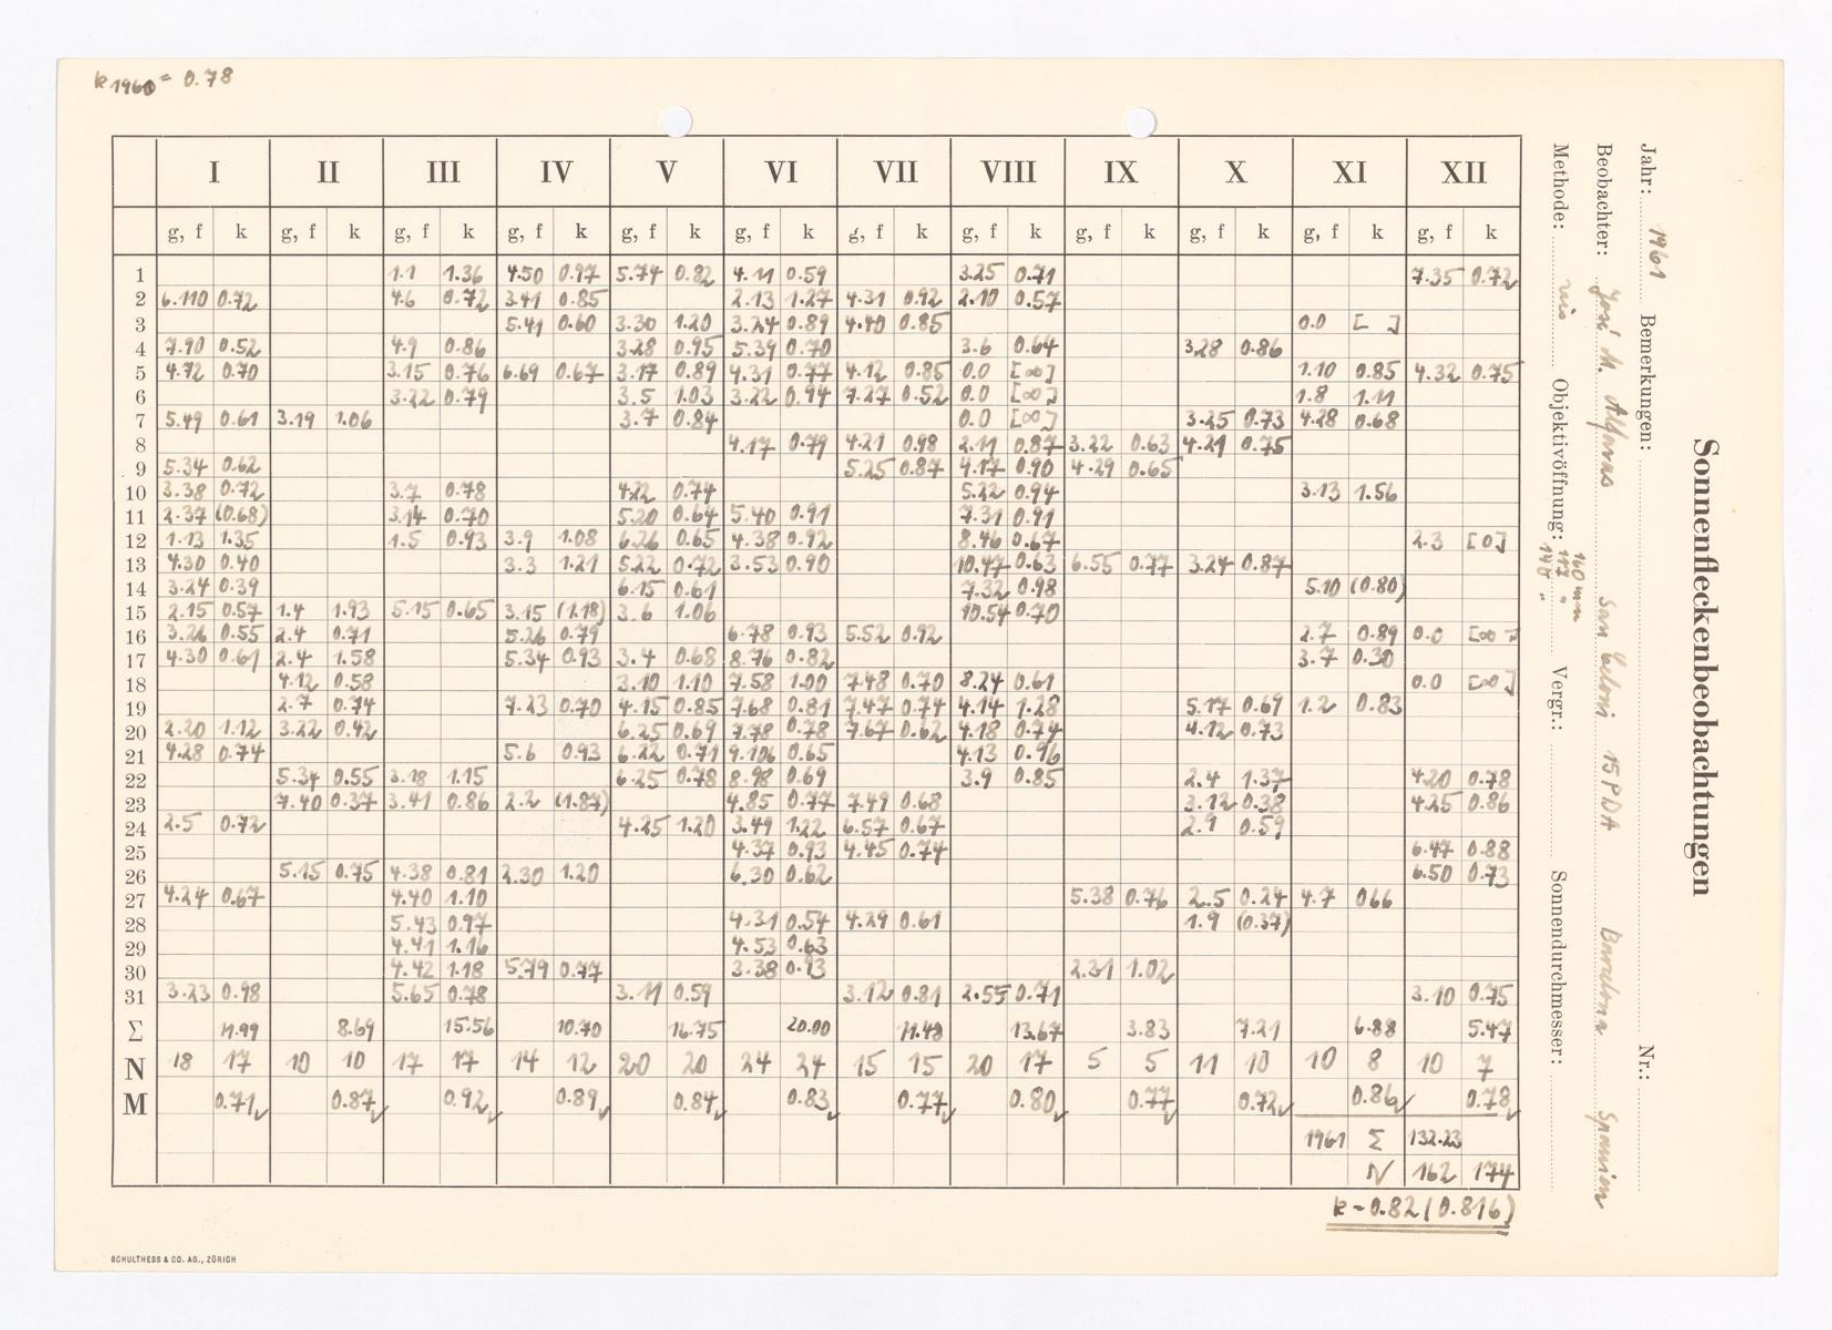 k 1960 = 0.78
I II III IV V VI VII VIII IX X XI XII
g, f k g, f k g, f k g, f k g, f k g, f k g, f k g, f k g, f k g, f k g, f k g, f k
1 1.1 1.36 4.50 0.97 5.74 0.82 4.11 0.59 3.25 0.71 7.35 0.72
2 6.110 0.72 4.6 0.72 3.41 0.85 2.13 1.27 4.31 0.92 2.10 0.57
3 5.41 0.60 3.30 1.20 3.24 0.89 4.40 0.85 0.0 [ ]
4 7.90 0.52 4.9 0.86 3.28 0.95 5.39 0.70 3.6 0.64 3.28 0.86
5 4.72 0.70 3.15 0.76 6.69 0.67 3.17 0.89 4.31 0.77 4.12 0.85 0.0 [∞] 1.10 0.85 4.32 0.75
6 3.22 0.79 3.5 1.03 3.22 0.94 7.27 0.52 0.0 [∞] 1.8 1.11
7 5.49 0.61 3.19 1.06 3.7 0.84 0.0 [∞] 3.25 0.73 4.28 0.68
8 4.17 0.79 4.21 0.98 2.11 0.87 3.22 0.63 4.21 0.75
9 5.34 0.62 5.25 0.87 4.17 0.90 4.29 0.65
10 3.38 0.72 3.7 0.78 4.22 0.74 5.22 0.94 3.13 1.56
11 2.37 (0.68) 3.14 0.70 5.20 0.64 5.40 0.91 7.31 0.91
12 1.13 1.35 1.5 0.93 3.9 1.08 6.26 0.65 4.38 0.92 8.46 0.67 2.3 [0]
13 4.30 0.40 3.3 1.21 5.22 0.72 3.53 0.90 10.47 0.63 6.55 0.77 3.24 0.87
14 3.24 0.39 6.15 0.61 7.32 0.98 5.10 (0.80)
15 2.15 0.57 1.4 1.93 5.15 0.65 3.15 (1.18) 3.6 1.06 10.54 0.70
16 3.26 0.55 2.4 0.71 5.26 0.79 6.78 0.93 5.52 0.92 2.7 0.89 0.0 [∞]
17 4.30 0.61 2.4 1.58 5.34 0.93 3.4 0.68 8.76 0.82 3.7 0.30
18 4.12 0.58 3.10 1.10 7.58 1.00 7.48 0.70 8.24 0.61 0.0 [∞]
19 2.7 0.74 7.23 0.70 4.15 0.85 7.68 0.81 7.47 0.74 4.14 1.28 5.17 0.69 1.2 0.83
20 2.20 1.12 3.22 0.42 6.25 0.69 7.78 0.78 7.67 0.62 4.18 0.74 4.12 0.73
21 4.28 0.74 5.6 0.93 6.22 0.71 9.106 0.65 4.13 0.96
22 5.34 0.55 3.18 1.15 6.25 0.78 8.98 0.69 3.9 0.85 2.4 1.37 4.20 0.78
23 7.40 0.37 3.41 0.86 2.2 (1.87) 4.85 0.77 7.49 0.68 3.12 0.38 4.25 0.86
24 2.5 0.72 4.25 1.20 3.49 1.22 6.57 0.67 2.9 0.59
25 4.37 0.93 4.45 0.74 6.47 0.88
26 5.15 0.75 4.38 0.81 2.30 1.20 6.30 0.62 6.50 0.73
27 4.24 0.67 4.40 1.10 5.38 0.76 2.5 0.24 4.7 0.66
28 5.43 0.97 4.31 0.54 4.29 0.61 1.9 (0.37)
29 4.41 1.16 4.53 0.63
30 4.42 1.18 5.79 0.77 3.38 0.93 2.31 1.02
31 3.23 0.98 5.65 0.78 3.11 0.59 3.12 0.81 2.55 0.71 3.10 0.75
Σ 11.99 8.69 15.56 10.70 16.75 20.00 11.48 13.67 3.83 7.21 6.88 5.47
N 18 17 10 10 17 17 14 12 20 20 24 24 15 15 20 17 5 5 11 10 10 8 10 7
M 0.71 0.87 0.92 0.89 0.84 0.83 0.77 0.80 0.77 0.72 0.86 0.78
1961 Σ 132.23
N 162 174
k = 0.82 (0.816)
SCHULTHESS & CO. AG., ZÜRICH
Sonnenfleckenbeobachtungen
Jahr: 1961 Bemerkungen: Nr.:
Beobachter: José M. San Celoni 15 PDA Barcelona Spanien
Methode: vis Objektivöffnung: 160 mm 117 " 148 " Vergr.: Sonnendurchmesser: